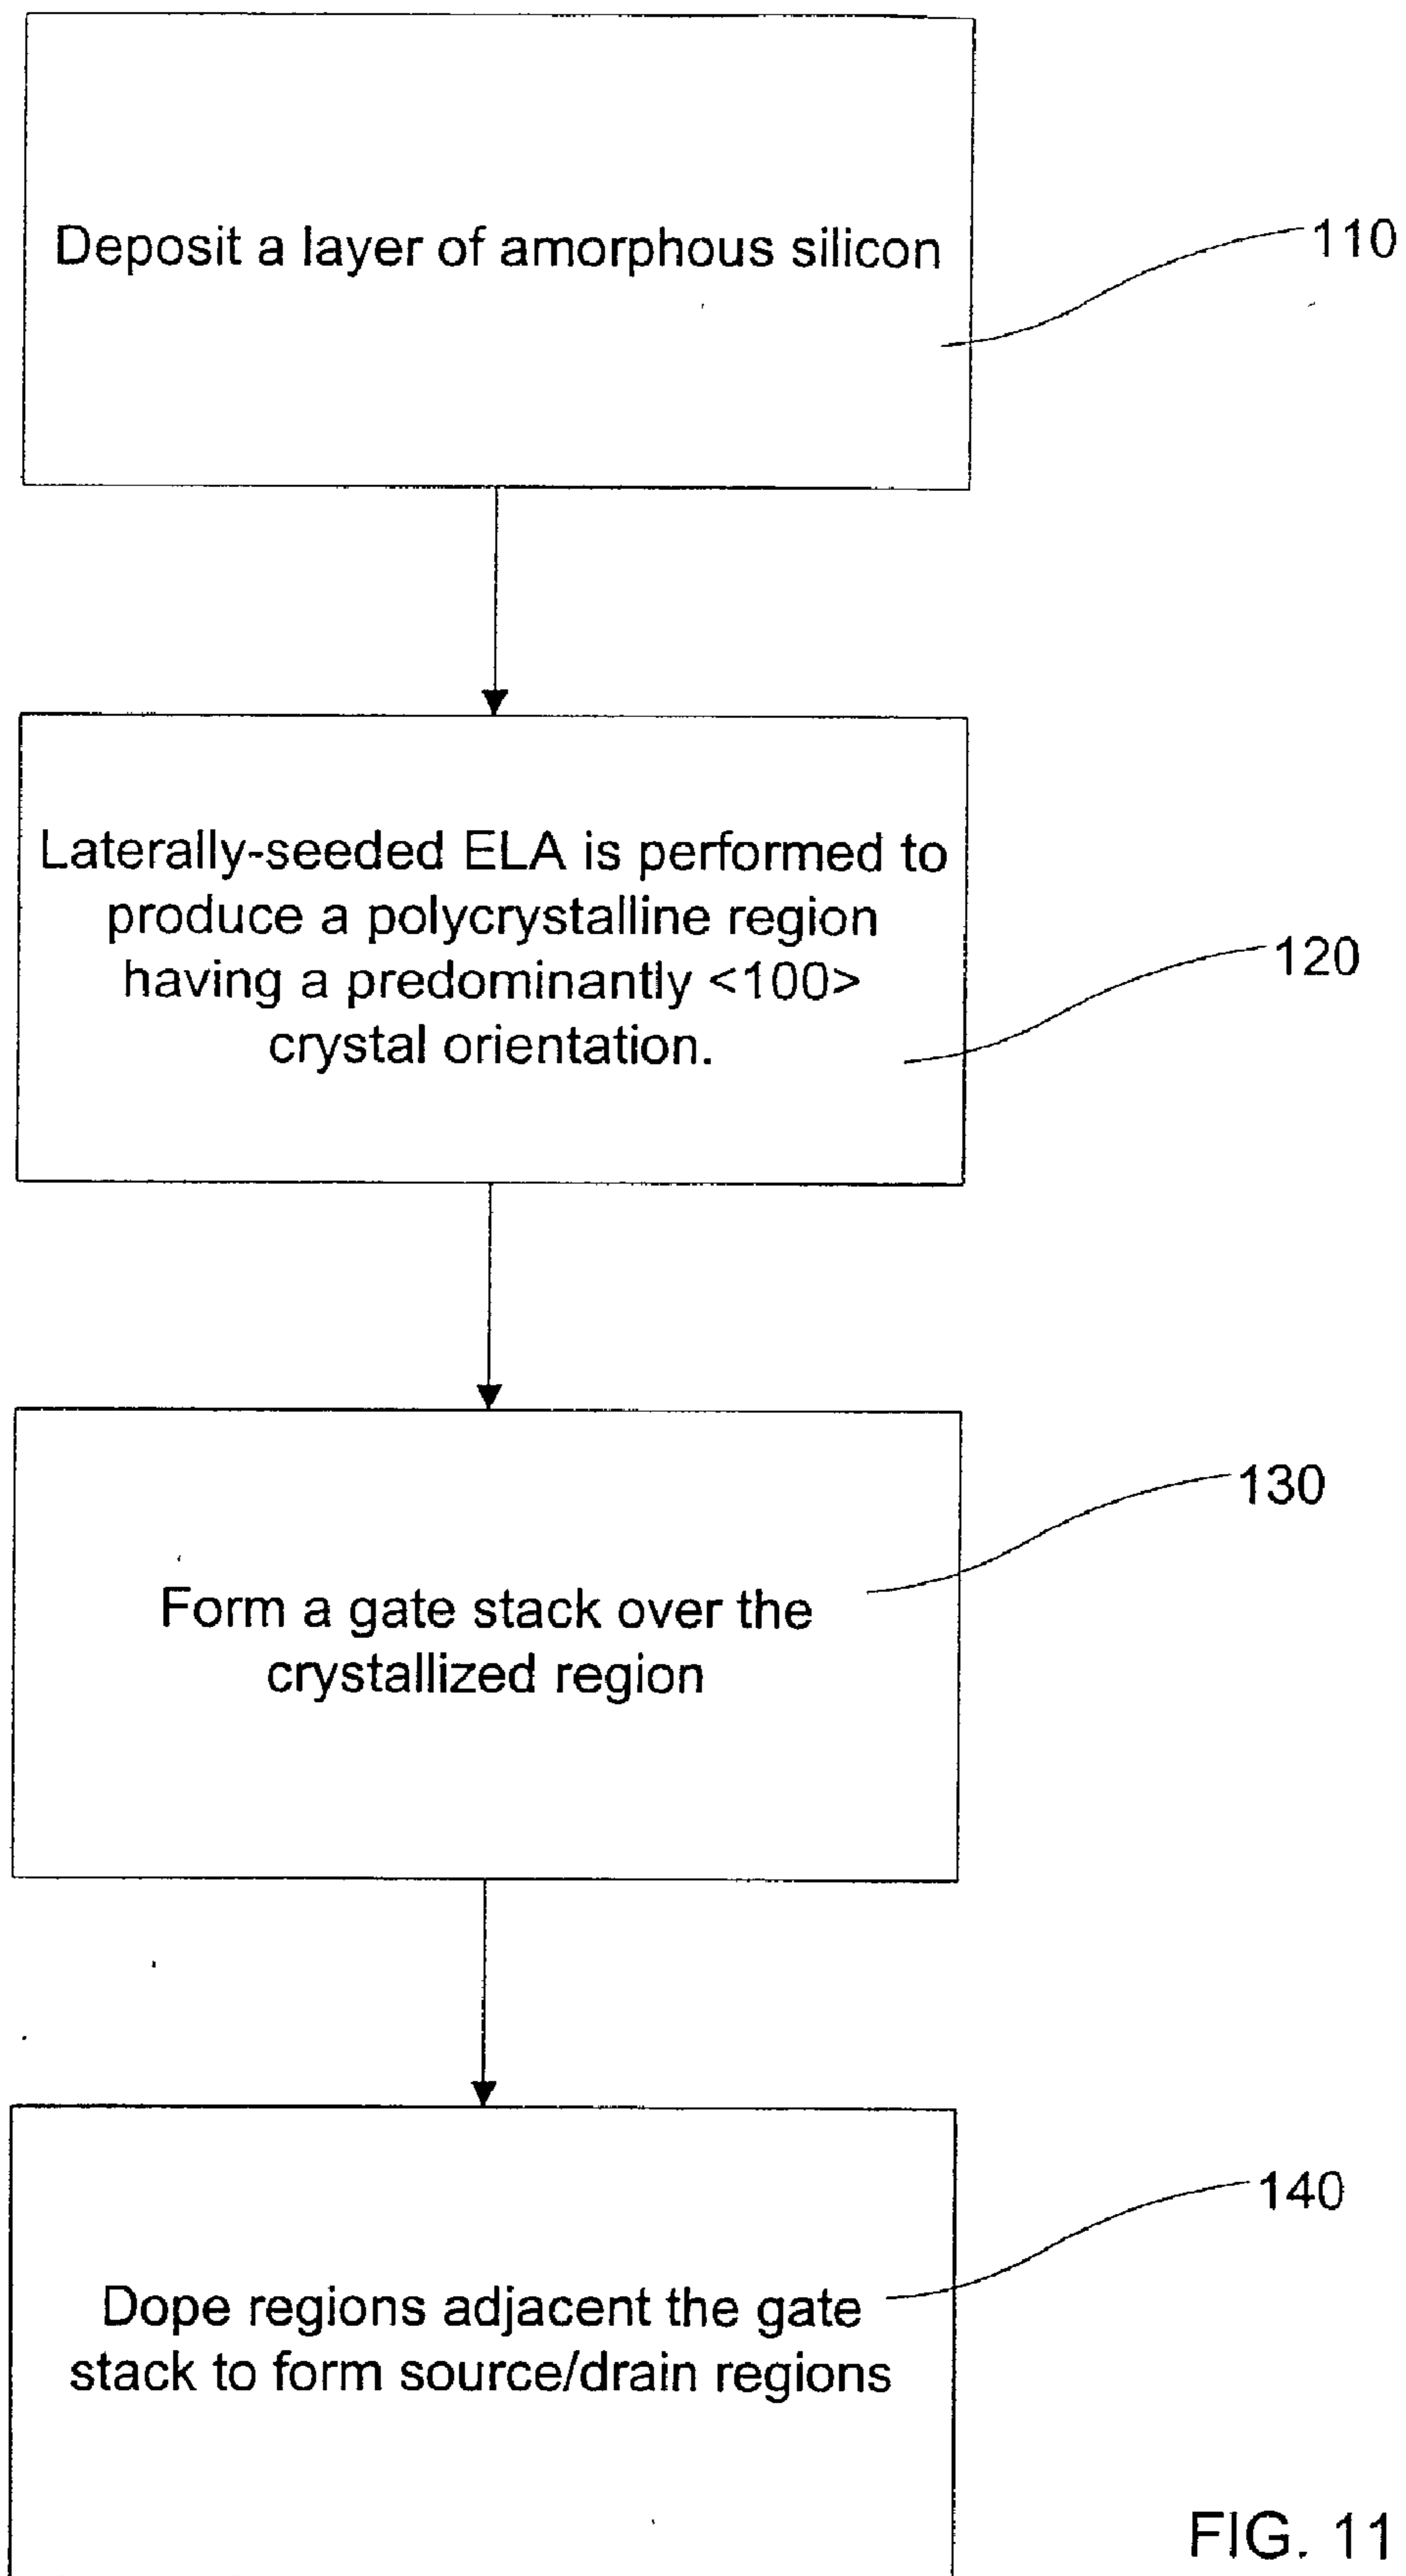 Deposit a layer of amorphous silicon
110
Laterally-seeded ELA is performed to
produce a polycrystalline region
having a predominantly <100>
crystal orientation.
120
Form a gate stack over the
crystallized region
130
Dope regions adjacent the gate
stack to form source/drain regions
140
FIG. 11